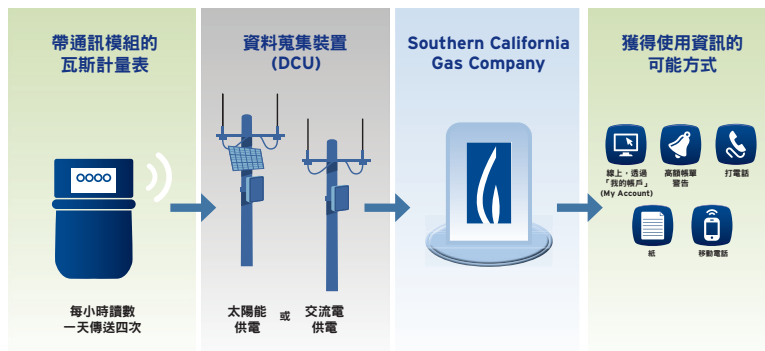 帶通訊模組的
瓦斯計量表
每小時讀數
一天傳送四次
資料蒐集裝置
(DCU)
太陽能
供電
或
交流電
供電
Southern California
Gas Company
獲得使用資訊的
可能方式
線上，透過
「我的帳戶」
(My Account)
高額帳單
警告
打電話
紙
移動電話